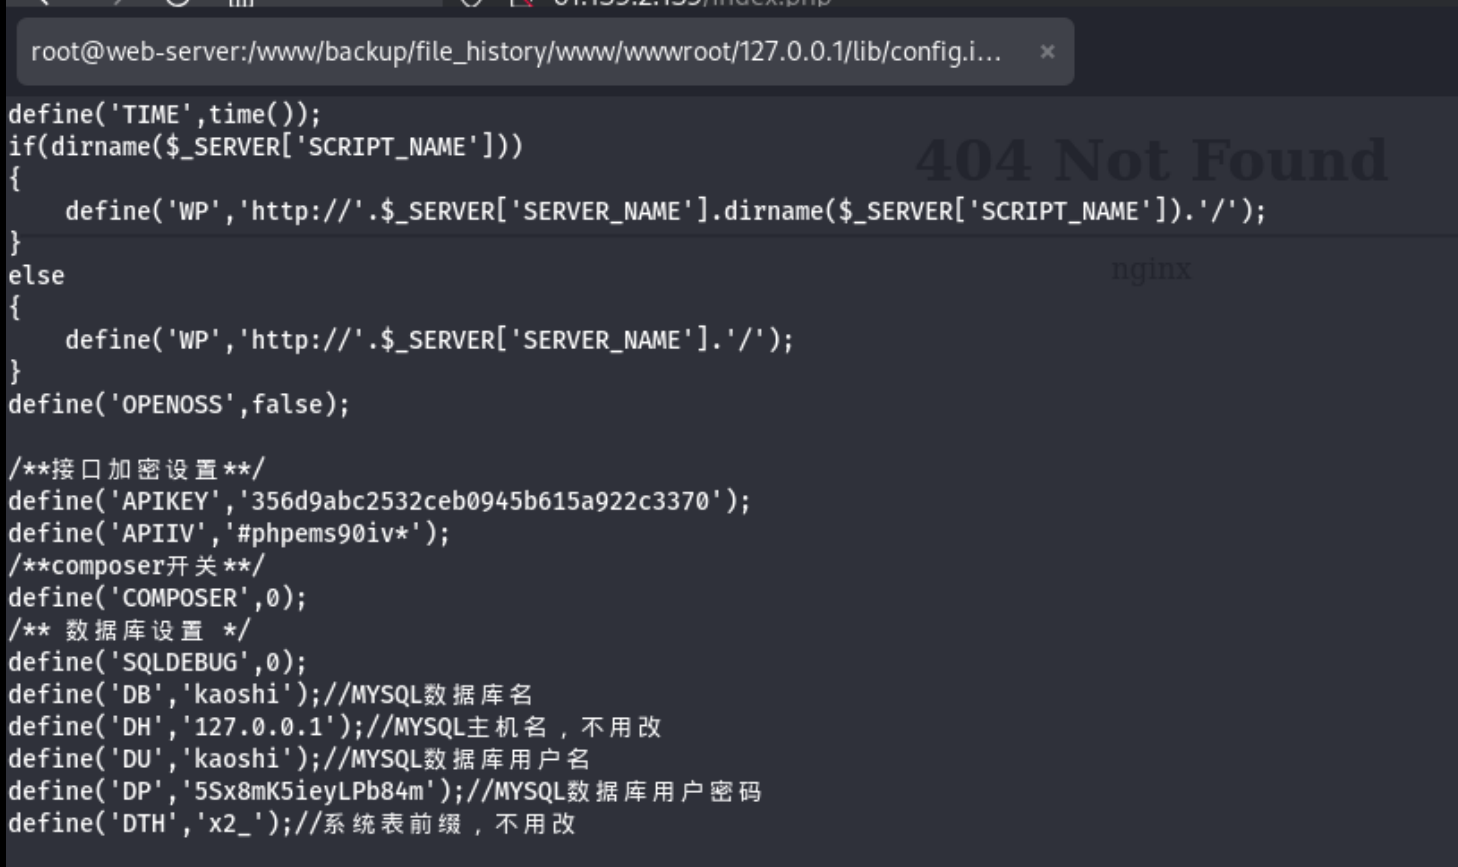 /index.php
root@web-server:/www/backup/file_history/www/wwwroot/127.0.0.1/lib/config.i...
404 Not Found
nginx
define('TIME',time());
if(dirname($_SERVER['SCRIPT_NAME']))
{
    define('WP','http://'.$_SERVER['SERVER_NAME'].dirname($_SERVER['SCRIPT_NAME']).'/');
}
else
{
    define('WP','http://'.$_SERVER['SERVER_NAME'].'/');
}
define('OPENOSS',false);
/**接口加密设置**/
define('APIKEY','356d9abc2532ceb0945b615a922c3370');
define('APIIV','#phpems90iv*');
/**composer开关**/
define('COMPOSER',0);
/** 数据库设置 */
define('SQLDEBUG',0);
define('DB','kaoshi');//MYSQL数据库名
define('DH','127.0.0.1');//MYSQL主机名，不用改
define('DU','kaoshi');//MYSQL数据库用户名
define('DP','5Sx8mK5ieyLPb84m');//MYSQL数据库用户密码
define('DTH','x2_');//系统表前缀，不用改